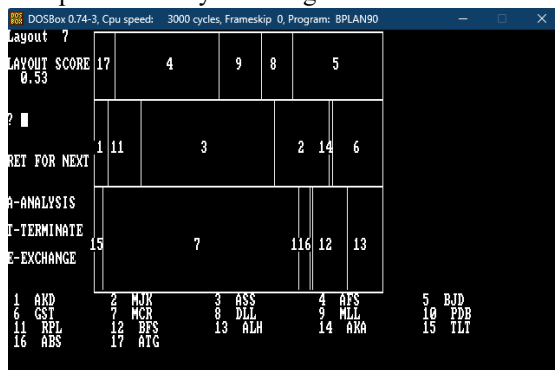 DOSBox 0.74-3, Cpu speed: 3000 cycles, Frameskip 0, Program: BPLAN90
Layout 7
LAYOUT SCORE
0.53
17 4 9 8 5
? 
RET FOR NEXT
1 11 3 2 14 6
A-ANALYSIS
T-TERMINATE
E-EXCHANGE
15 7 116 12 13
1 AKD 2 MJK 3 ASS 4 AFS 5 BJD
6 GST 7 MCR 8 DLL 9 MLL 10 PDB
11 RPL 12 BFS 13 ALH 14 AKA 15 TLT
16 ABS 17 ATG